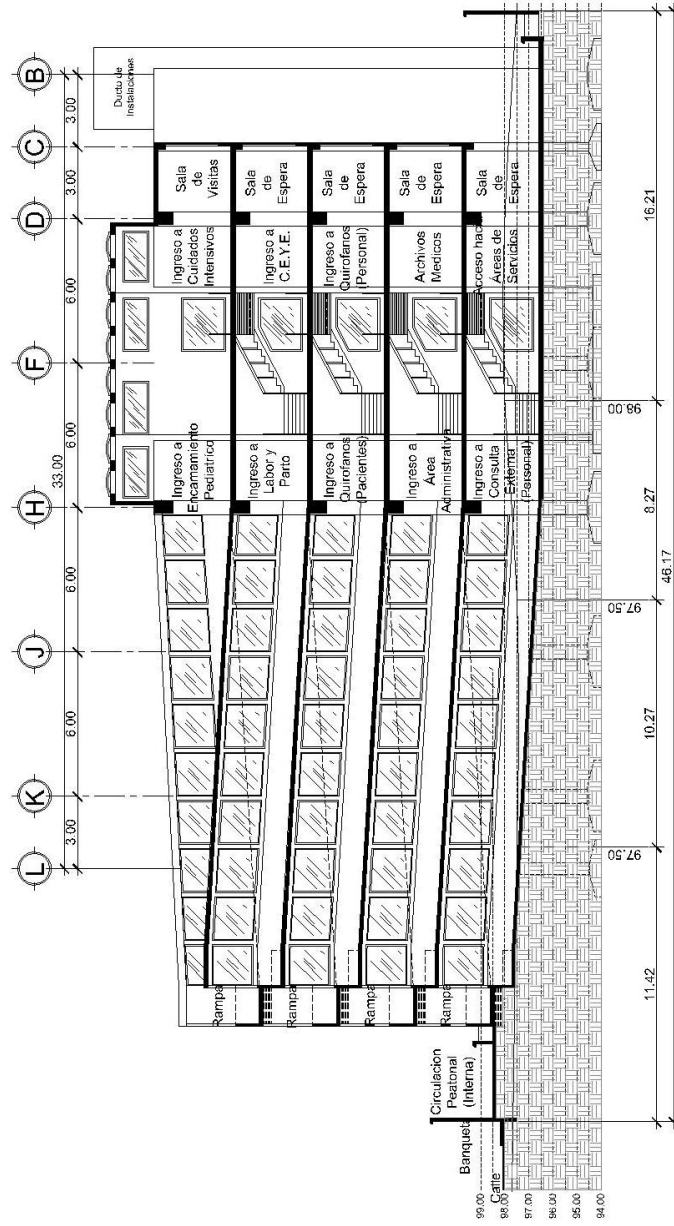 L
K
J
H
F
D
C
B
33.00
3.00
6.00
6.00
6.00
6.00
3.00
3.00
Ducto de
Instalaciones
Ingreso a
Encamamiento
Pediatrico
Ingreso a
Cuidados
Intensivos
Sala
de
Visitas
Rampa
Ingreso a
Labor y
Parto
Ingreso a
C.E.Y.E.
Sala
de
Espera
Rampa
Ingreso a
Quirofanos
(Pacientes)
Ingreso a
Quirofanos
(Personal)
Sala
de
Espera
Rampa
Ingreso a
Área
Administrativa
Archivos
Medicos
Sala
de
Espera
Rampa
Ingreso a
Consulta
Externa
(Personal)
Acceso hacia
Áreas de
Servicios
Sala
de
Espera
Circulacion
Peatonal
(Interna)
Banqueta
Calle
99.00
98.00
97.00
96.00
95.00
94.00
97.50
97.50
98.00
11.42
10.27
8.27
16.21
46.17